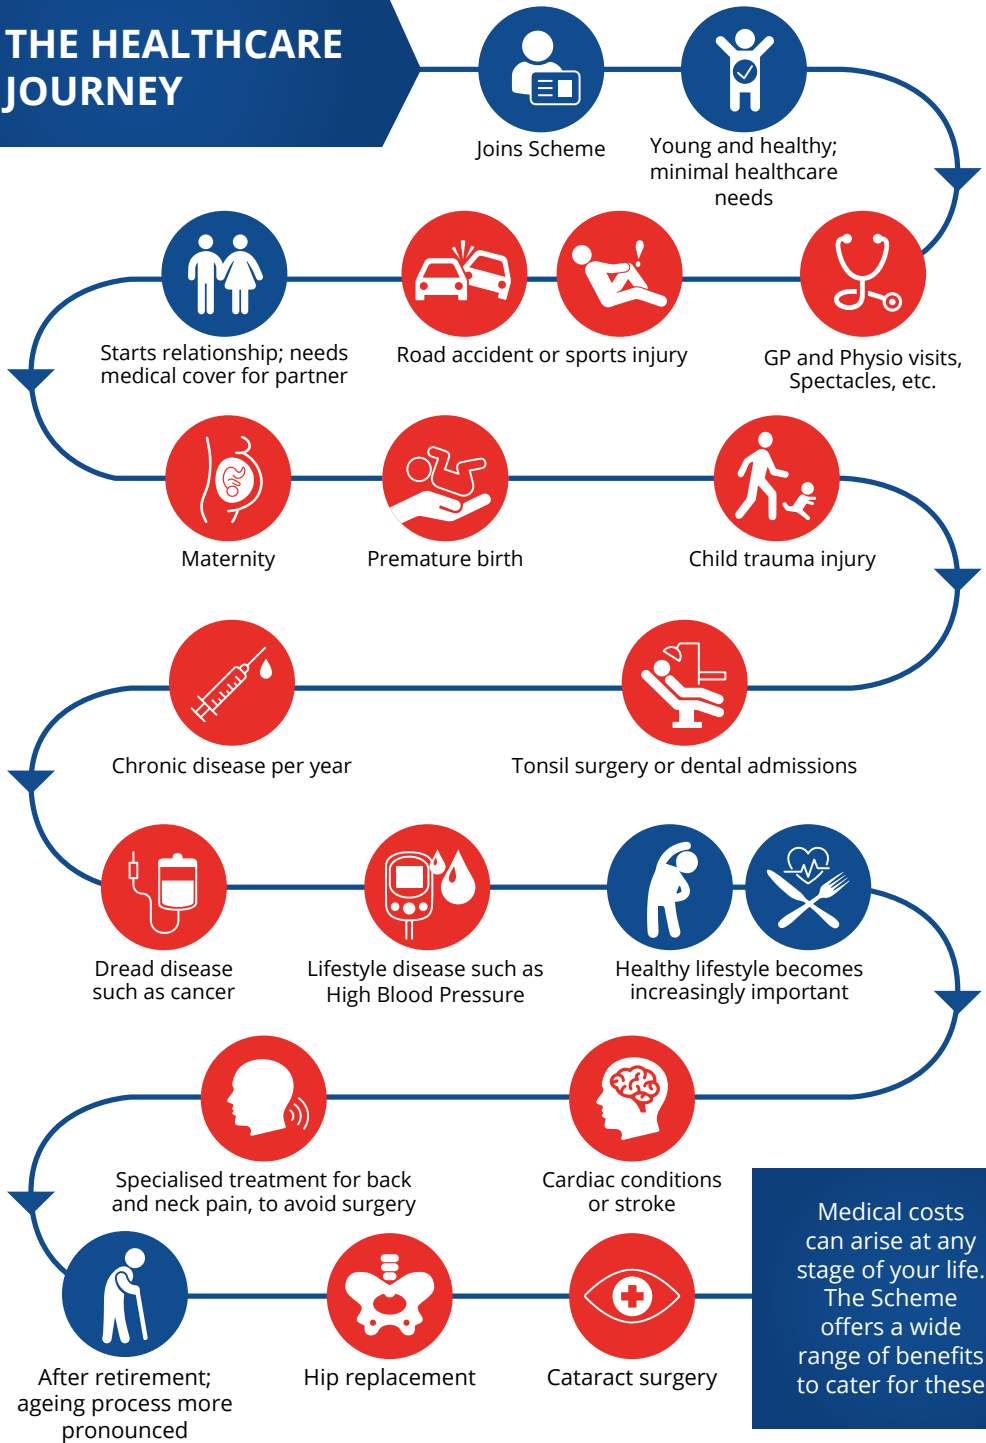 THE HEALTHCARE
JOURNEY
Joins Scheme
Young and healthy;
minimal healthcare
needs
GP and Physio visits,
Spectacles, etc.
Road accident or sports injury
Starts relationship; needs
medical cover for partner
Maternity
Premature birth
Child trauma injury
Tonsil surgery or dental admissions
Chronic disease per year
Dread disease
such as cancer
Lifestyle disease such as
High Blood Pressure
Healthy lifestyle becomes
increasingly important
Cardiac conditions
or stroke
Specialised treatment for back
and neck pain, to avoid surgery
After retirement;
ageing process more
pronounced
Hip replacement
Cataract surgery
Medical costs
can arise at any
stage of your life.
The Scheme
offers a wide
range of benefits
to cater for these